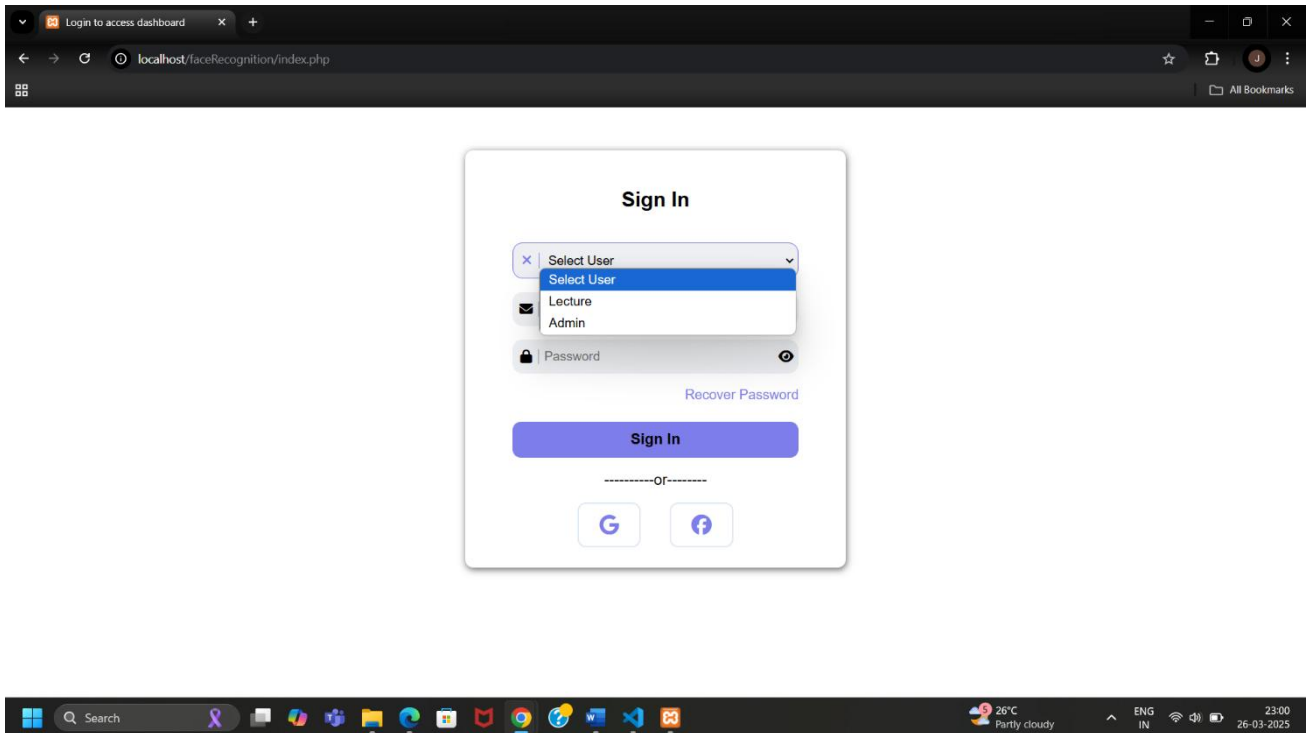 Login to access dashboard
localhost/faceRecognition/index.php
J
All Bookmarks
Sign In
Select User
Select User
Lecture
Admin
Password
Recover Password
Sign In
----------or--------
Search
5
26°C
Partly cloudy
ENG
IN
23:00
26-03-2025